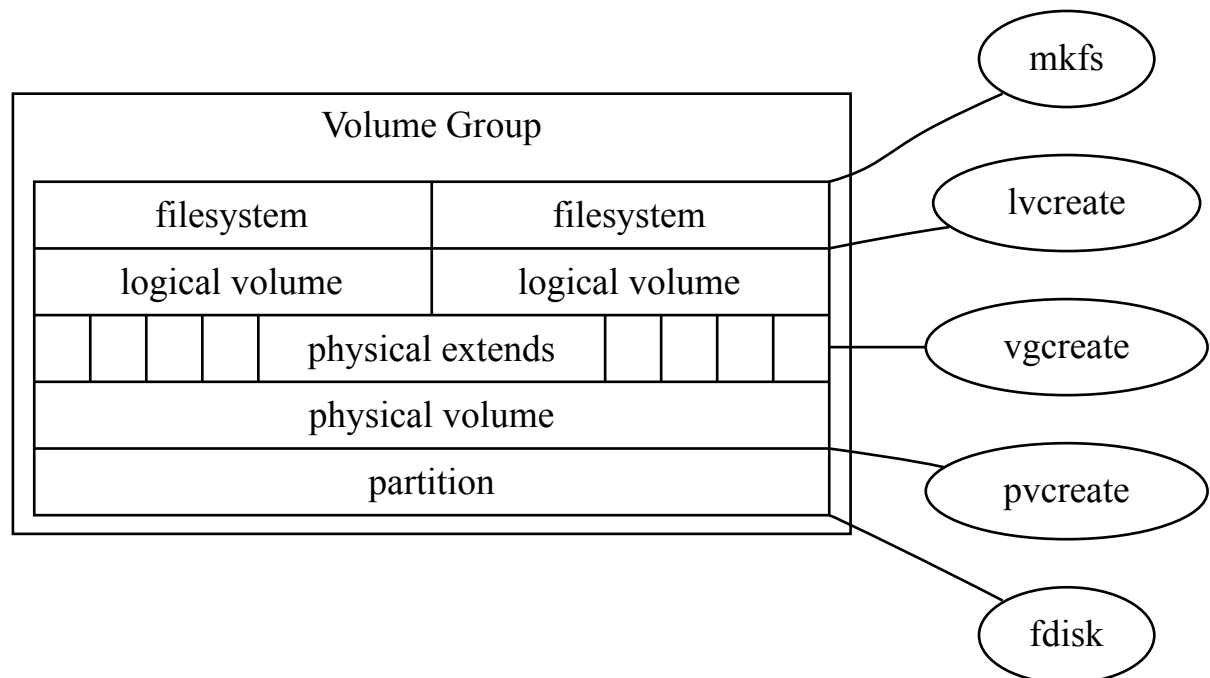 mkfs
Volume Group
lvcreate
filesystem filesystem
logical volume logical volume
physical extends
vgcreate
physical volume
partition
pvcreate
fdisk